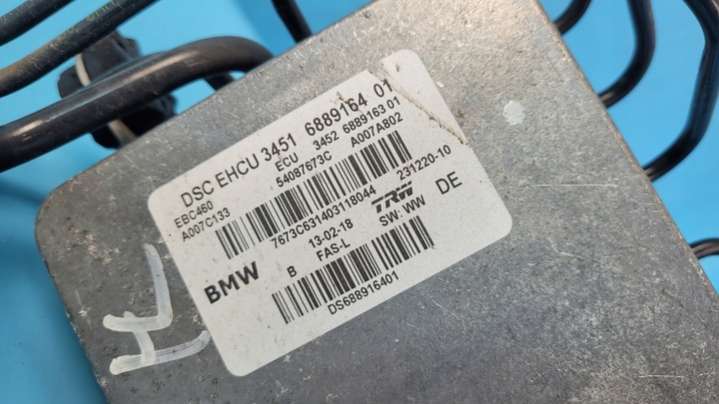 DSC EHCU 3451 6889164 01
ECU 3452 6889163 01
EBC460 54087673C A007A802
A007C133
7673C631403118044 231220-10
BMW B 13-02-18 TRW DE
FAS-L SW: WW
DS688916401